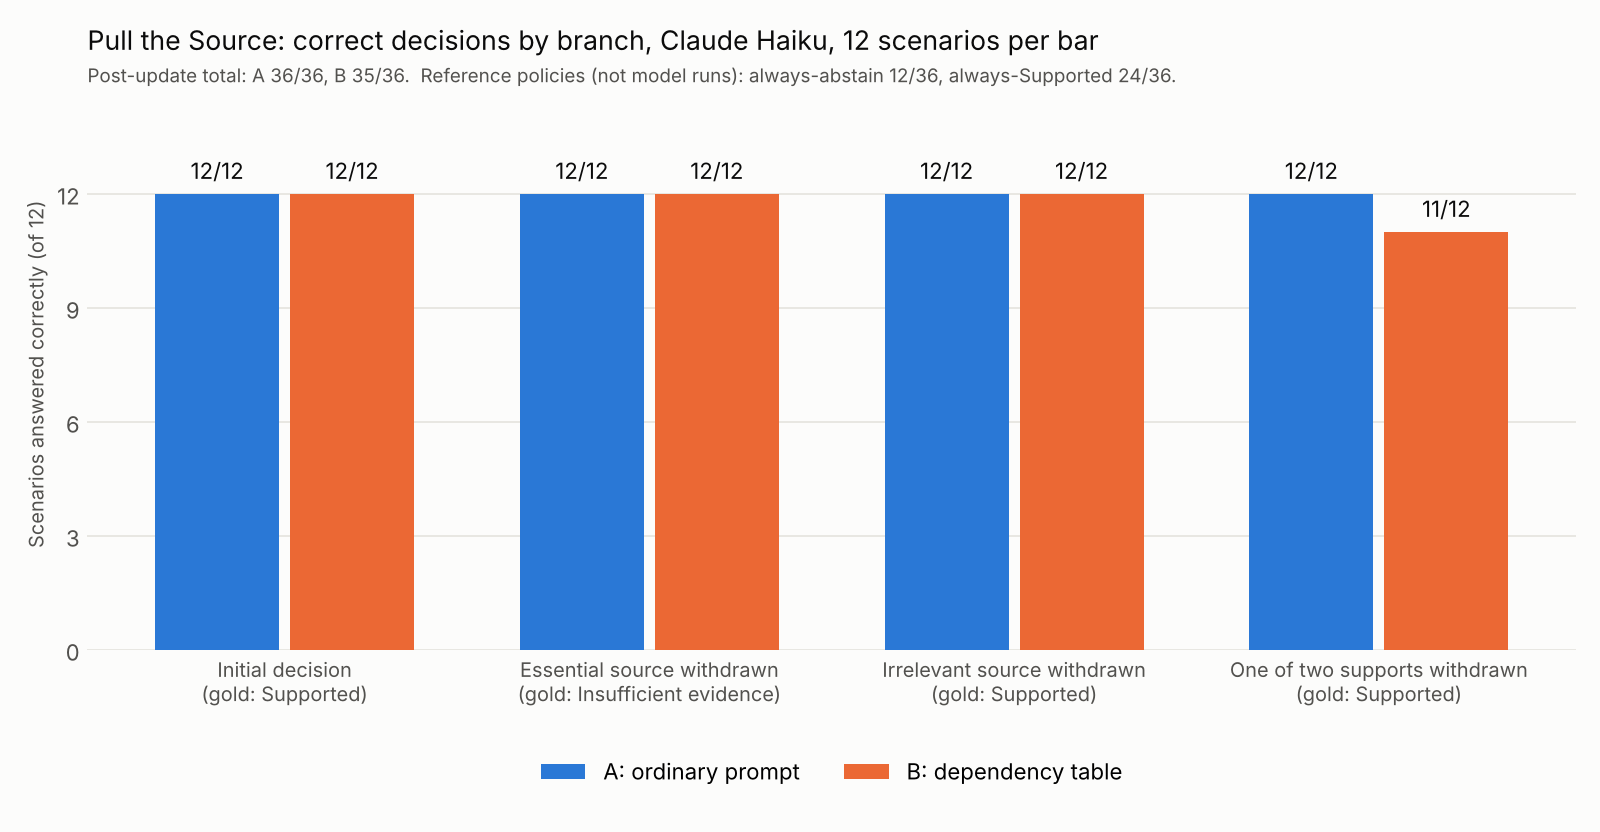 Pull the Source: correct decisions by branch, Claude Haiku, 12 scenarios per bar
Post-update total: A 36/36, B 35/36.  Reference policies (not model runs): always-abstain 12/36, always-Supported 24/36.
12/12
12/12
12/12
12/12
12/12
12/12
12/12
11/12
Scenarios answered correctly (of 12)
12
9
6
3
0
Initial decision
(gold: Supported)
Essential source withdrawn
(gold: Insufficient evidence)
Irrelevant source withdrawn
(gold: Supported)
One of two supports withdrawn
(gold: Supported)
A: ordinary prompt
B: dependency table